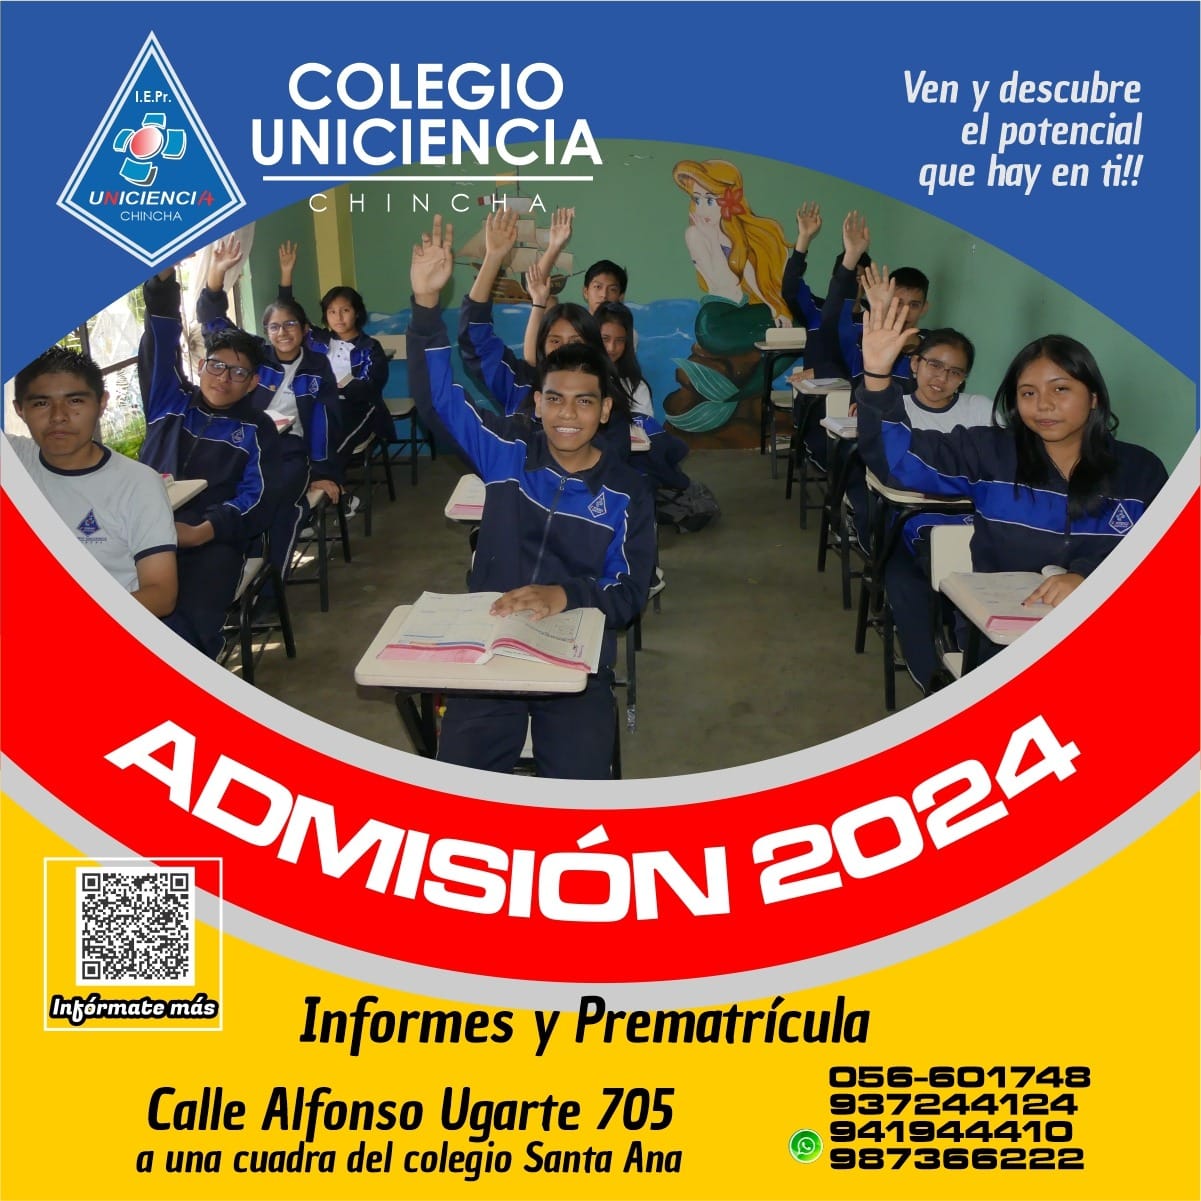 I.E.Pr.
UNICIENCIA
CHINCHA
COLEGIO
UNICIENCIA
CHINCHA
Ven y descubre
el potencial
que hay en ti!!
ADMISIÓN 2024
Infórmate más
Informes y Prematrícula
Calle Alfonso Ugarte 705
a una cuadra del colegio Santa Ana
056-601748
937244124
941944410
987366222